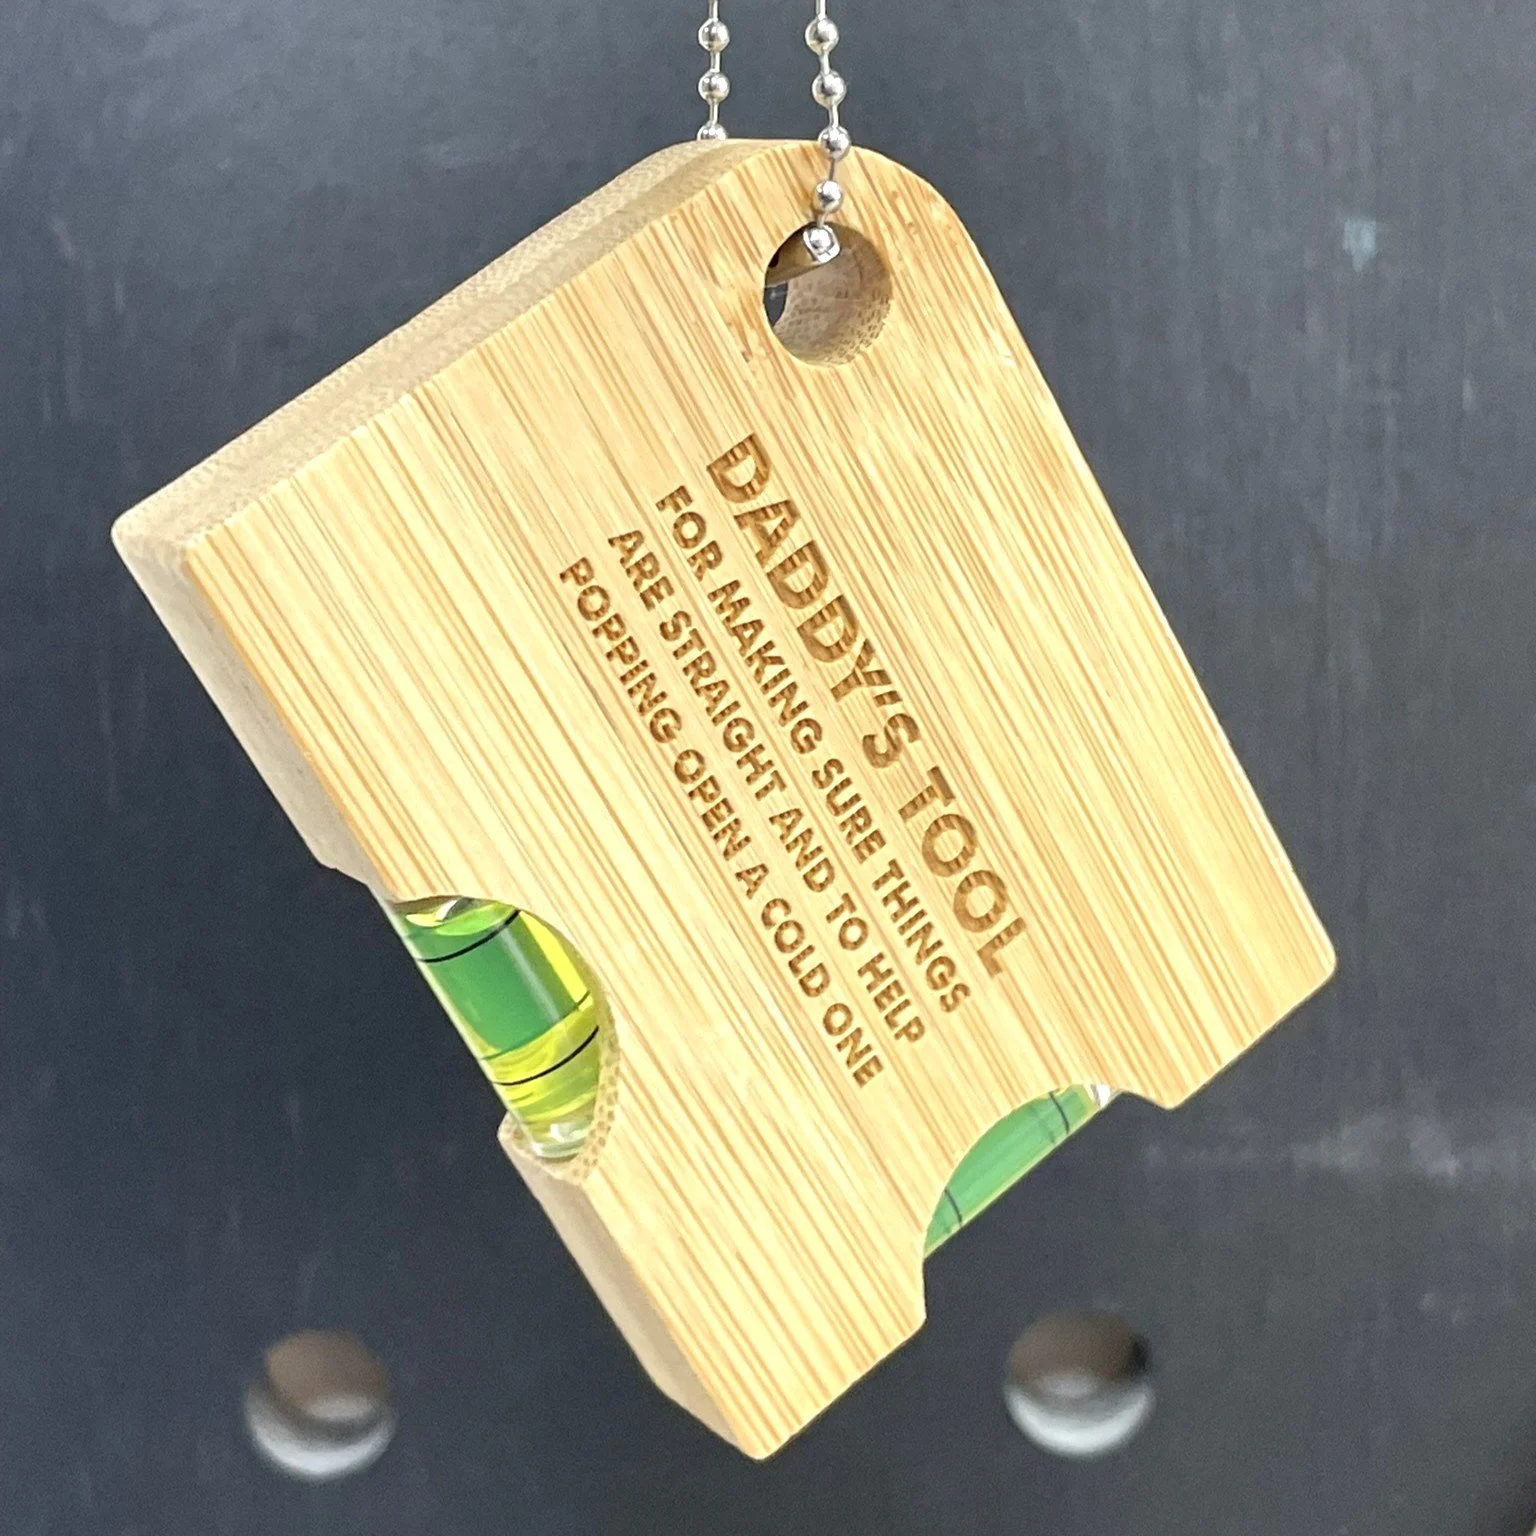 DADDY'S TOOL
FOR MAKING SURE THINGS
ARE STRAIGHT AND TO HELP
POPPING OPEN A COLD ONE